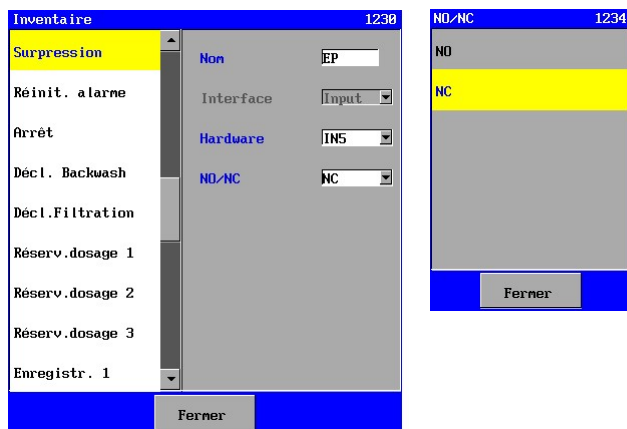 Inventaire 1230
Surpression
Réinit. alarme
Arrêt
Décl. Backwash
Décl.Filtration
Réserv.dosage 1
Réserv.dosage 2
Réserv.dosage 3
Enregistr. 1
Nom EP
Interface Input
Hardware IN5
NO/NC NC
Fermer
NO/NC 1234
NO
NC
Fermer